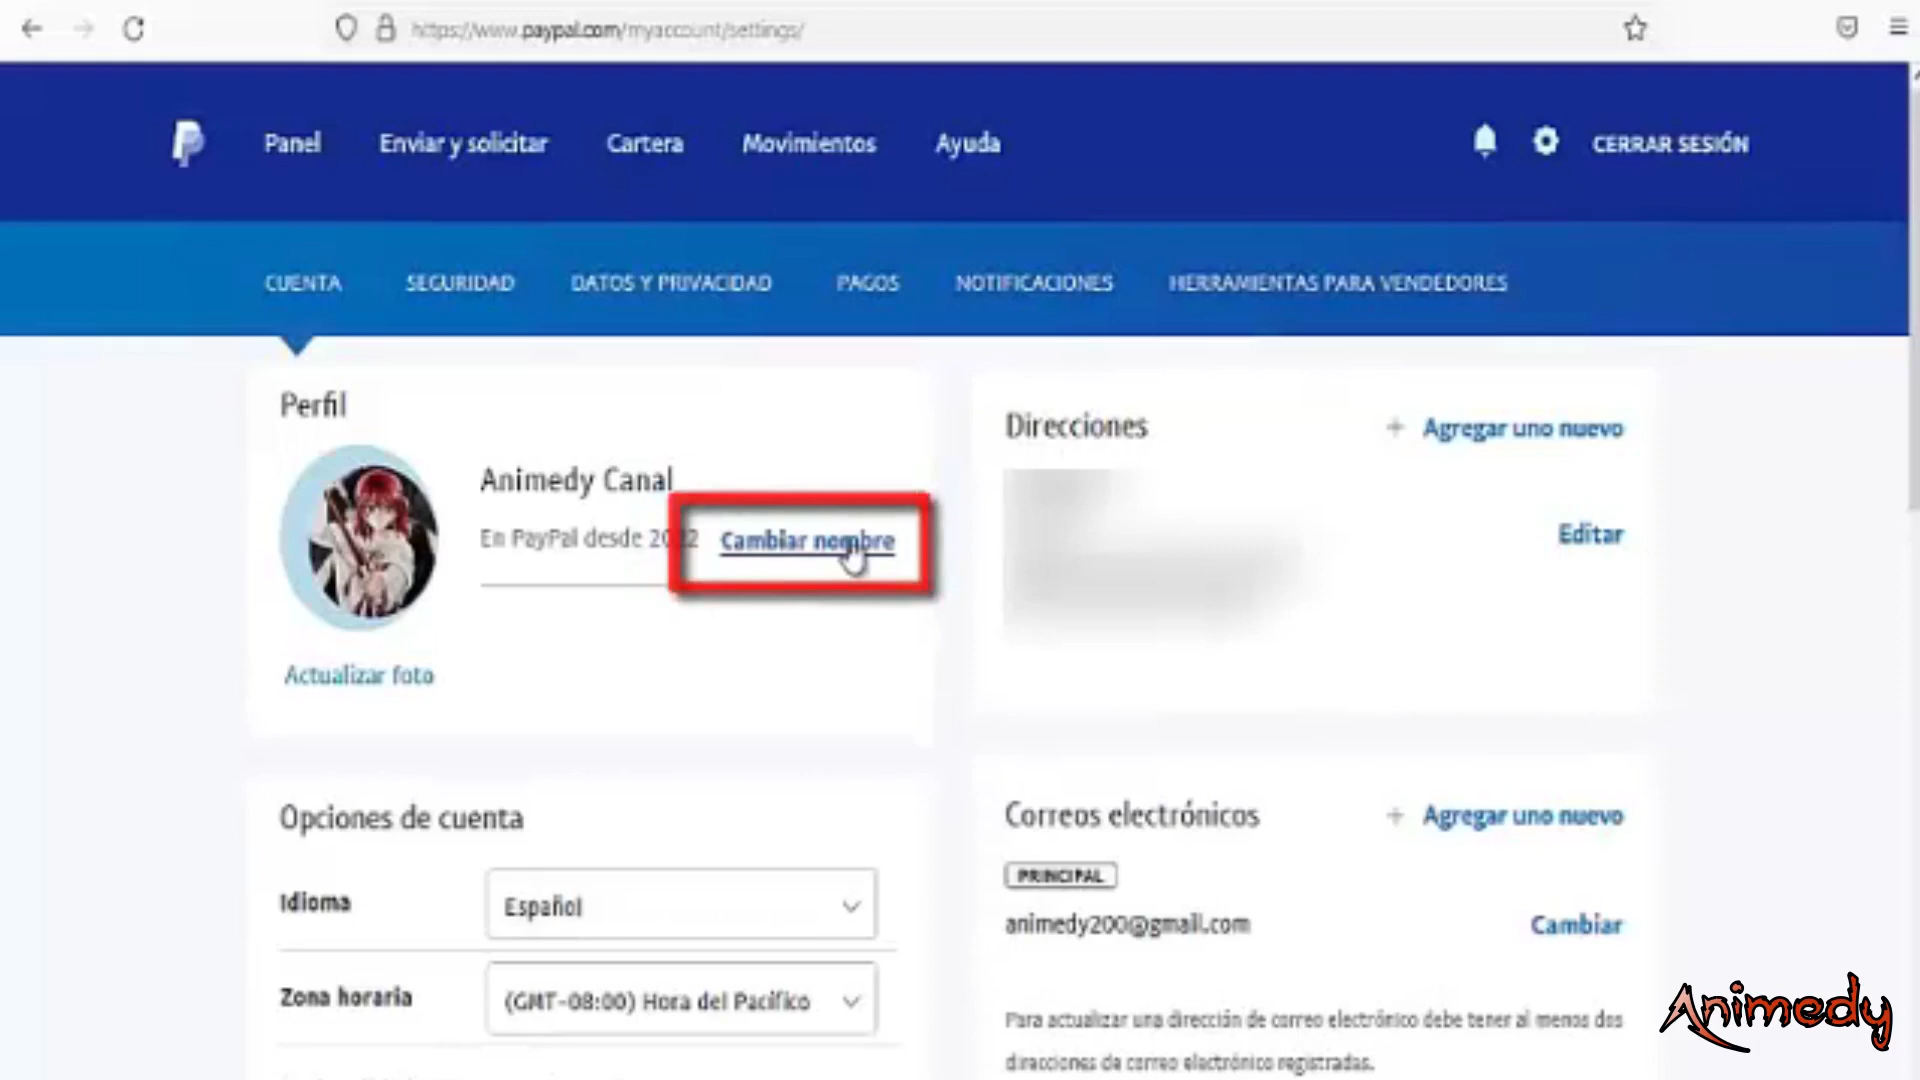 https://www.paypal.com/myaccount/settings/
Panel Enviar y solicitar Cartera Movimientos Ayuda CERRAR SESIÓN
CUENTA SEGURIDAD DATOS Y PRIVACIDAD PAGOS NOTIFICACIONES HERRAMIENTAS PARA VENDEDORES
Perfil
Animedy Canal
En PayPal desde 2022 Cambiar nombre
Actualizar foto
Direcciones + Agregar uno nuevo
Editar
Opciones de cuenta
Idioma Español
Zona horaria (GMT-08:00) Hora del Pacífico
Correos electrónicos + Agregar uno nuevo
PRINCIPAL
animedy200@gmail.com Cambiar
Para actualizar una dirección de correo electrónico debe tener al menos dos
direcciones de correo electrónico registradas.
Animedy